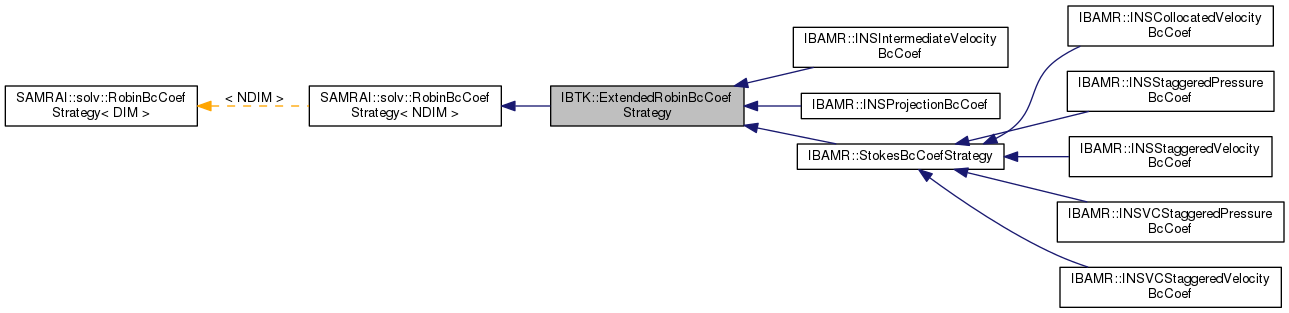 SAMRAI::solv::RobinBcCoef
Strategy< DIM >
< NDIM >
SAMRAI::solv::RobinBcCoef
Strategy< NDIM >
IBTK::ExtendedRobinBcCoef
Strategy
IBAMR::INSIntermediateVelocity
BcCoef
IBAMR::INSProjectionBcCoef
IBAMR::StokesBcCoefStrategy
IBAMR::INSCollocatedVelocity
BcCoef
IBAMR::INSStaggeredPressure
BcCoef
IBAMR::INSStaggeredVelocity
BcCoef
IBAMR::INSVCStaggeredPressure
BcCoef
IBAMR::INSVCStaggeredVelocity
BcCoef